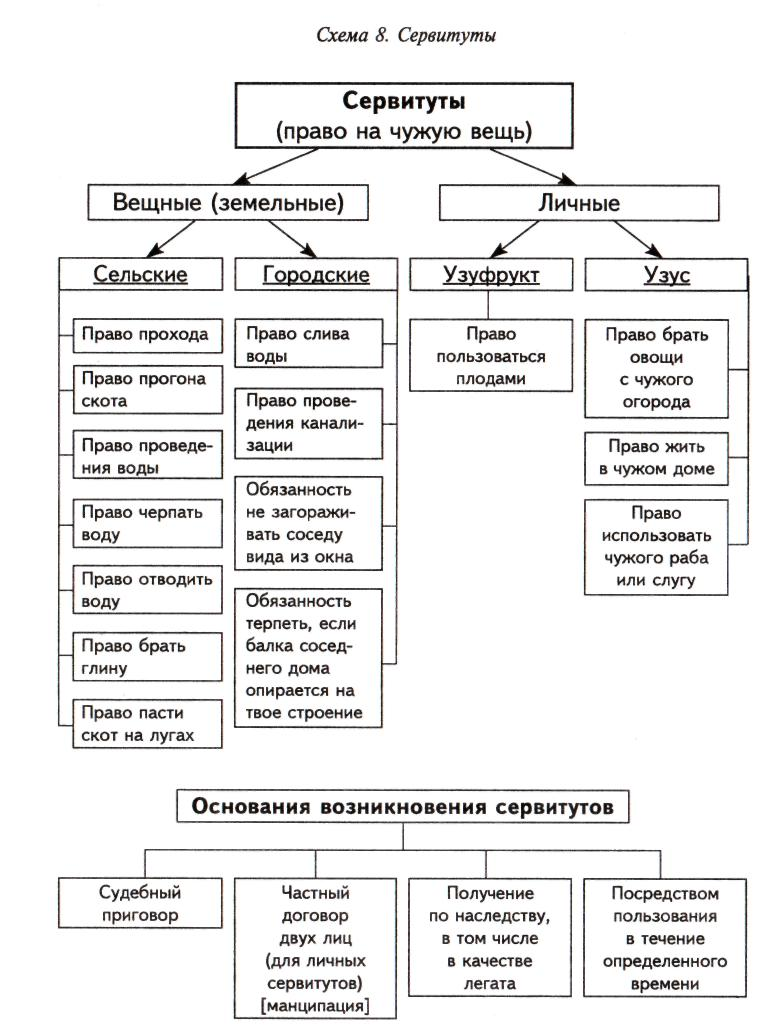 Схема 8. Сервитуты
Сервитуты
(право на чужую вещь)
Вещные (земельные)
Личные
Сельские
Городские
Узуфрукт
Узус
Право прохода
Право прогона
скота
Право проведе-
ния воды
Право черпать
воду
Право отводить
воду
Право брать
глину
Право пасти
скот на лугах
Право слива
воды
Право прове-
дения канали-
зации
Обязанность
не загоражи-
вать соседу
вида из окна
Обязанность
терпеть, если
балка сосед-
него дома
опирается на
твое строение
Право
пользоваться
плодами
Право брать
овощи
с чужого
огорода
Право жить
в чужом доме
Право
использовать
чужого раба
или слугу
Основания возникновения сервитутов
Судебный
приговор
Частный
договор
двух лиц
(для личных
сервитутов)
[манципация]
Получение
по наследству,
в том числе
в качестве
легата
Посредством
пользования
в течение
определенного
времени